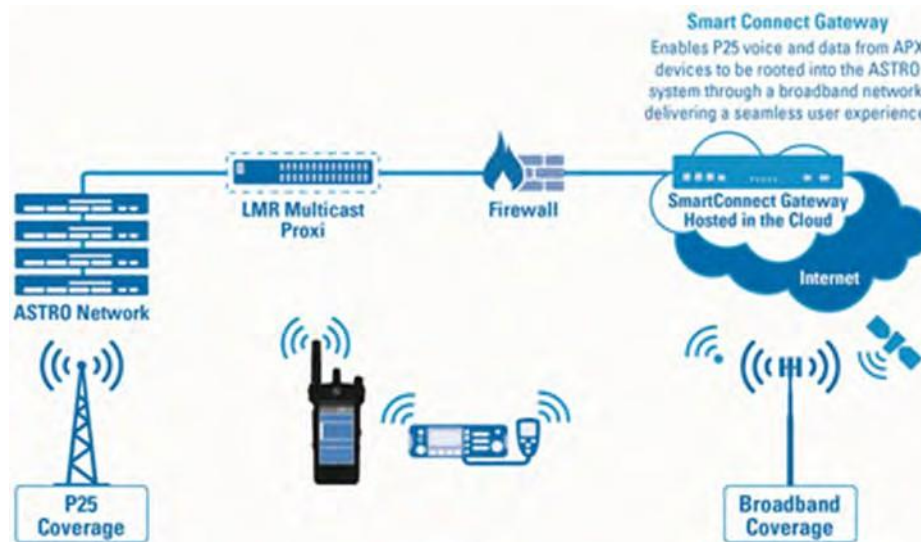 Smart Connect Gateway
Enables P25 voice and data from APX
devices to be rooted into the ASTRO
system through a broadband network
delivering a seamless user experience
LMR Multicast
Proxi
Firewall
SmartConnect Gateway
Hosted in the Cloud
Internet
ASTRO Network
P25
Coverage
Broadband
Coverage